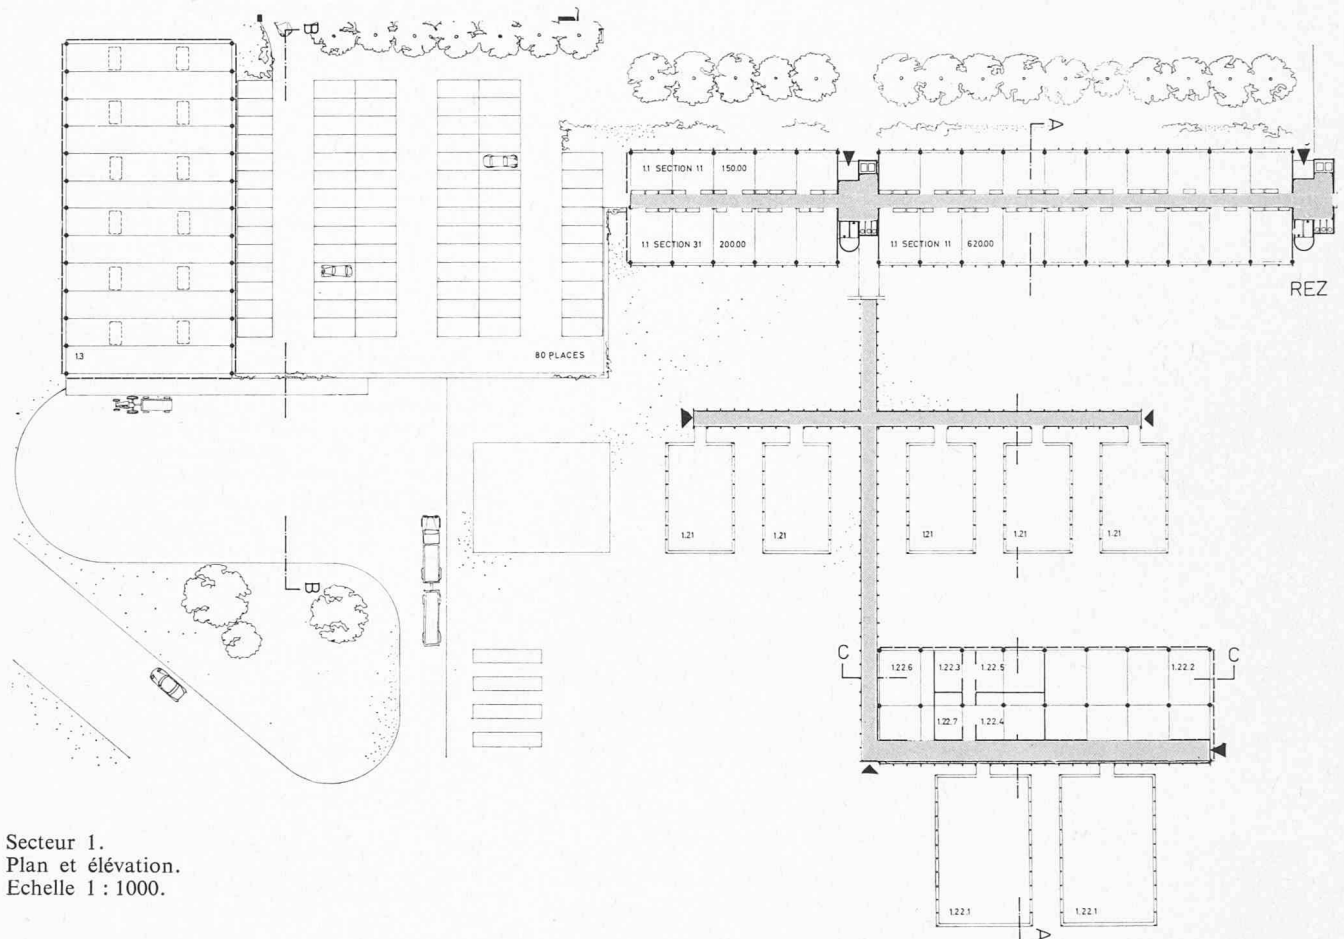 B
A
1.1 SECTION 11 150.00
1.1 SECTION 31 200.00
1.1 SECTION 11 620.00
REZ
1.3
80 PLACES
A
1.21
1.21
1.21
1.21
1.21
B
C
1.22.6
1.22.3
1.22.5
1.22.2
C
1.22.7
1.22.4
1.22.1
1.22.1
A
Secteur 1.
Plan et élévation.
Echelle 1 : 1000.